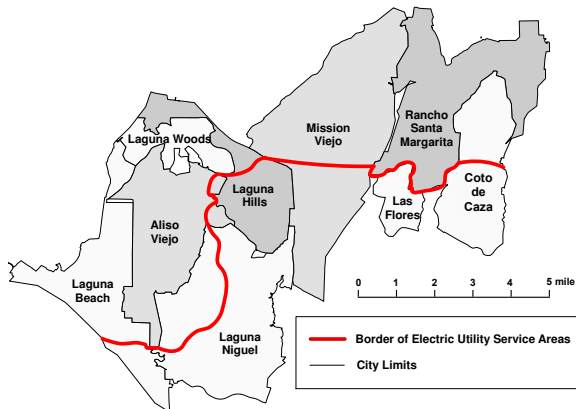 Laguna Woods
Mission
Viejo
Rancho
Santa
Margarita
Laguna
Hills
Las
Flores
Coto
de
Caza
Aliso
Viejo
Laguna
Beach
Laguna
Niguel
0 1 2 3 4 5 mile
Border of Electric Utility Service Areas
City Limits